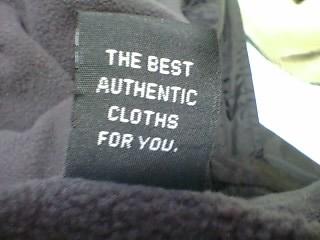 THE BEST
AUTHENTIC
CLOTHS
FOR YOU.